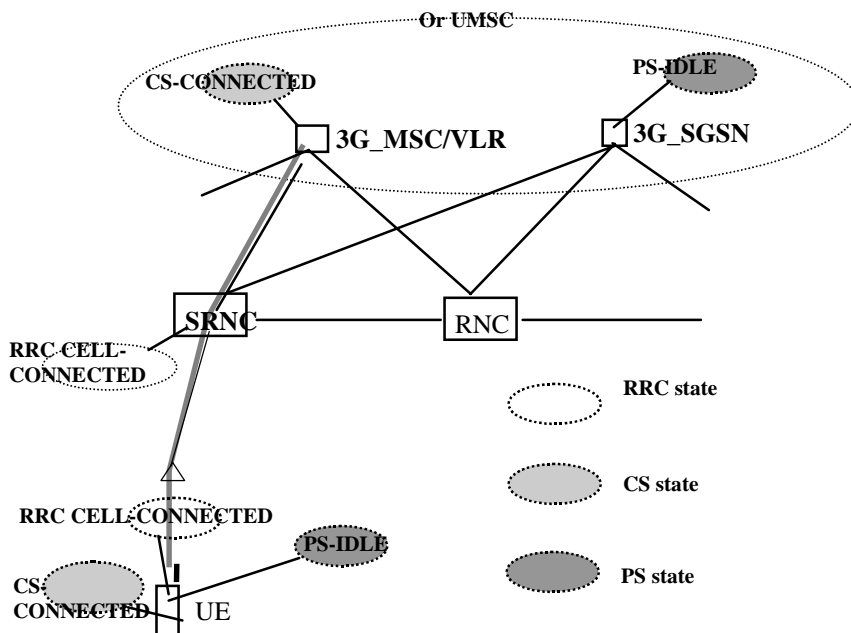 Or UMSC
CS-CONNECTED
PS-IDLE
3G_MSC/VLR
3G_SGSN
SRNC
RNC
RRC CELL-
CONNECTED
RRC state
CS state
RRC CELL-CONNECTED
PS-IDLE
PS state
CS-
CONNECTED
UE